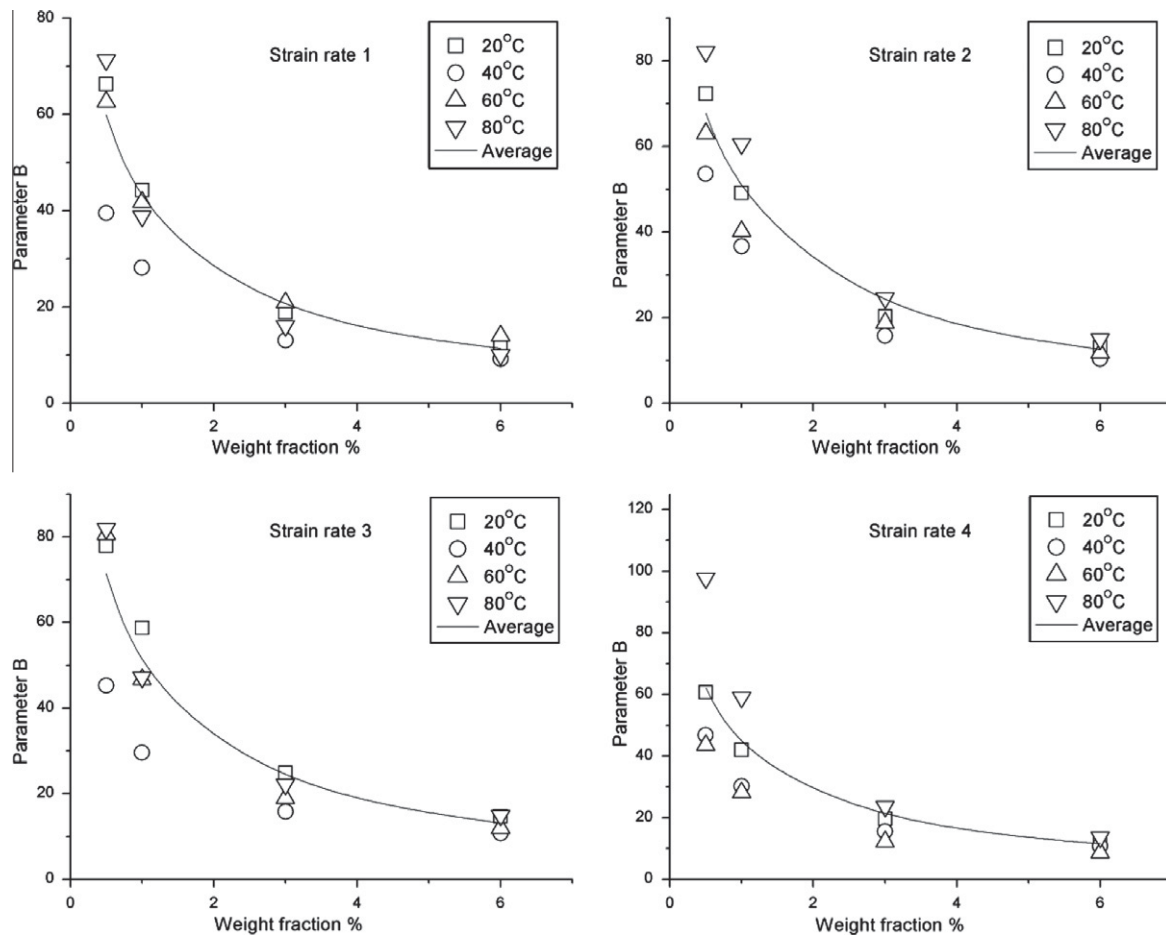 80
60
40
20
0
0
2
4
6
Parameter B
Weight fraction %
Strain rate 1
20°C
40°C
60°C
80°C
Average
80
60
40
20
0
0
2
4
6
Parameter B
Weight fraction %
Strain rate 2
20°C
40°C
60°C
80°C
Average
80
60
40
20
0
0
2
4
6
Parameter B
Weight fraction %
Strain rate 3
20°C
40°C
60°C
80°C
Average
120
100
80
60
40
20
0
0
2
4
6
Parameter B
Weight fraction %
Strain rate 4
20°C
40°C
60°C
80°C
Average